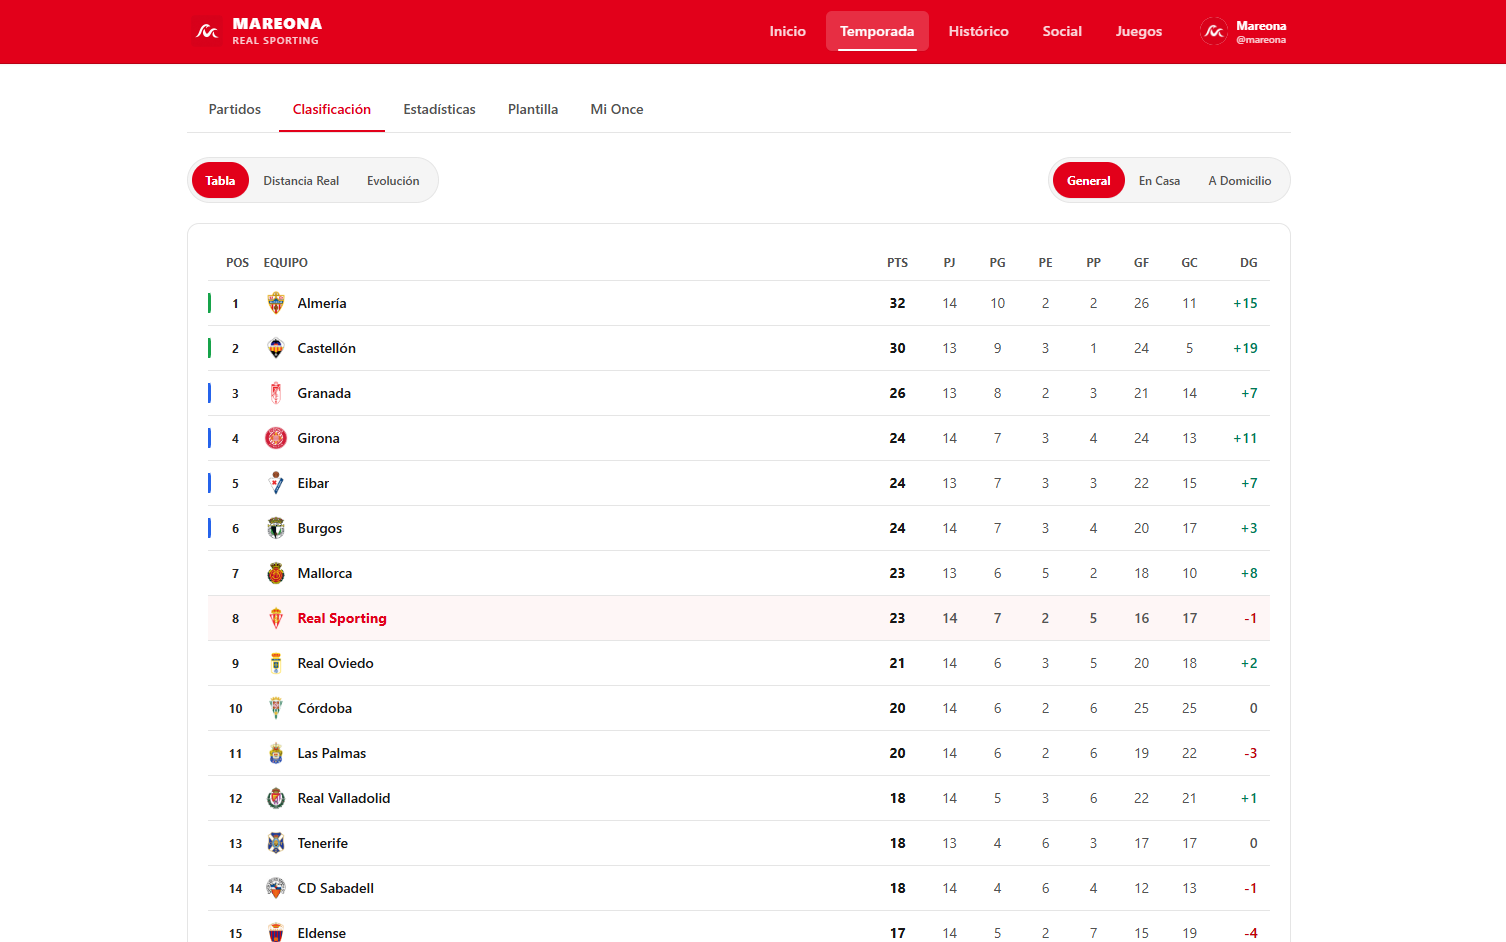 MAREONA
REAL SPORTING
Inicio Temporada Histórico Social Juegos
Mareona
@mareona
Partidos Clasificación Estadísticas Plantilla Mi Once
Tabla Distancia Real Evolución
General En Casa A Domicilio
POS EQUIPO PTS PJ PG PE PP GF GC DG
1 Almería 32 14 10 2 2 26 11 +15
2 Castellón 30 13 9 3 1 24 5 +19
3 Granada 26 13 8 2 3 21 14 +7
4 Girona 24 14 7 3 4 24 13 +11
5 Eibar 24 13 7 3 3 22 15 +7
6 Burgos 24 14 7 3 4 20 17 +3
7 Mallorca 23 13 6 5 2 18 10 +8
8 Real Sporting 23 14 7 2 5 16 17 -1
9 Real Oviedo 21 14 6 3 5 20 18 +2
10 Córdoba 20 14 6 2 6 25 25 0
11 Las Palmas 20 14 6 2 6 19 22 -3
12 Real Valladolid 18 14 5 3 6 22 21 +1
13 Tenerife 18 13 4 6 3 17 17 0
14 CD Sabadell 18 14 4 6 4 12 13 -1
15 Eldense 17 14 5 2 7 15 19 -4